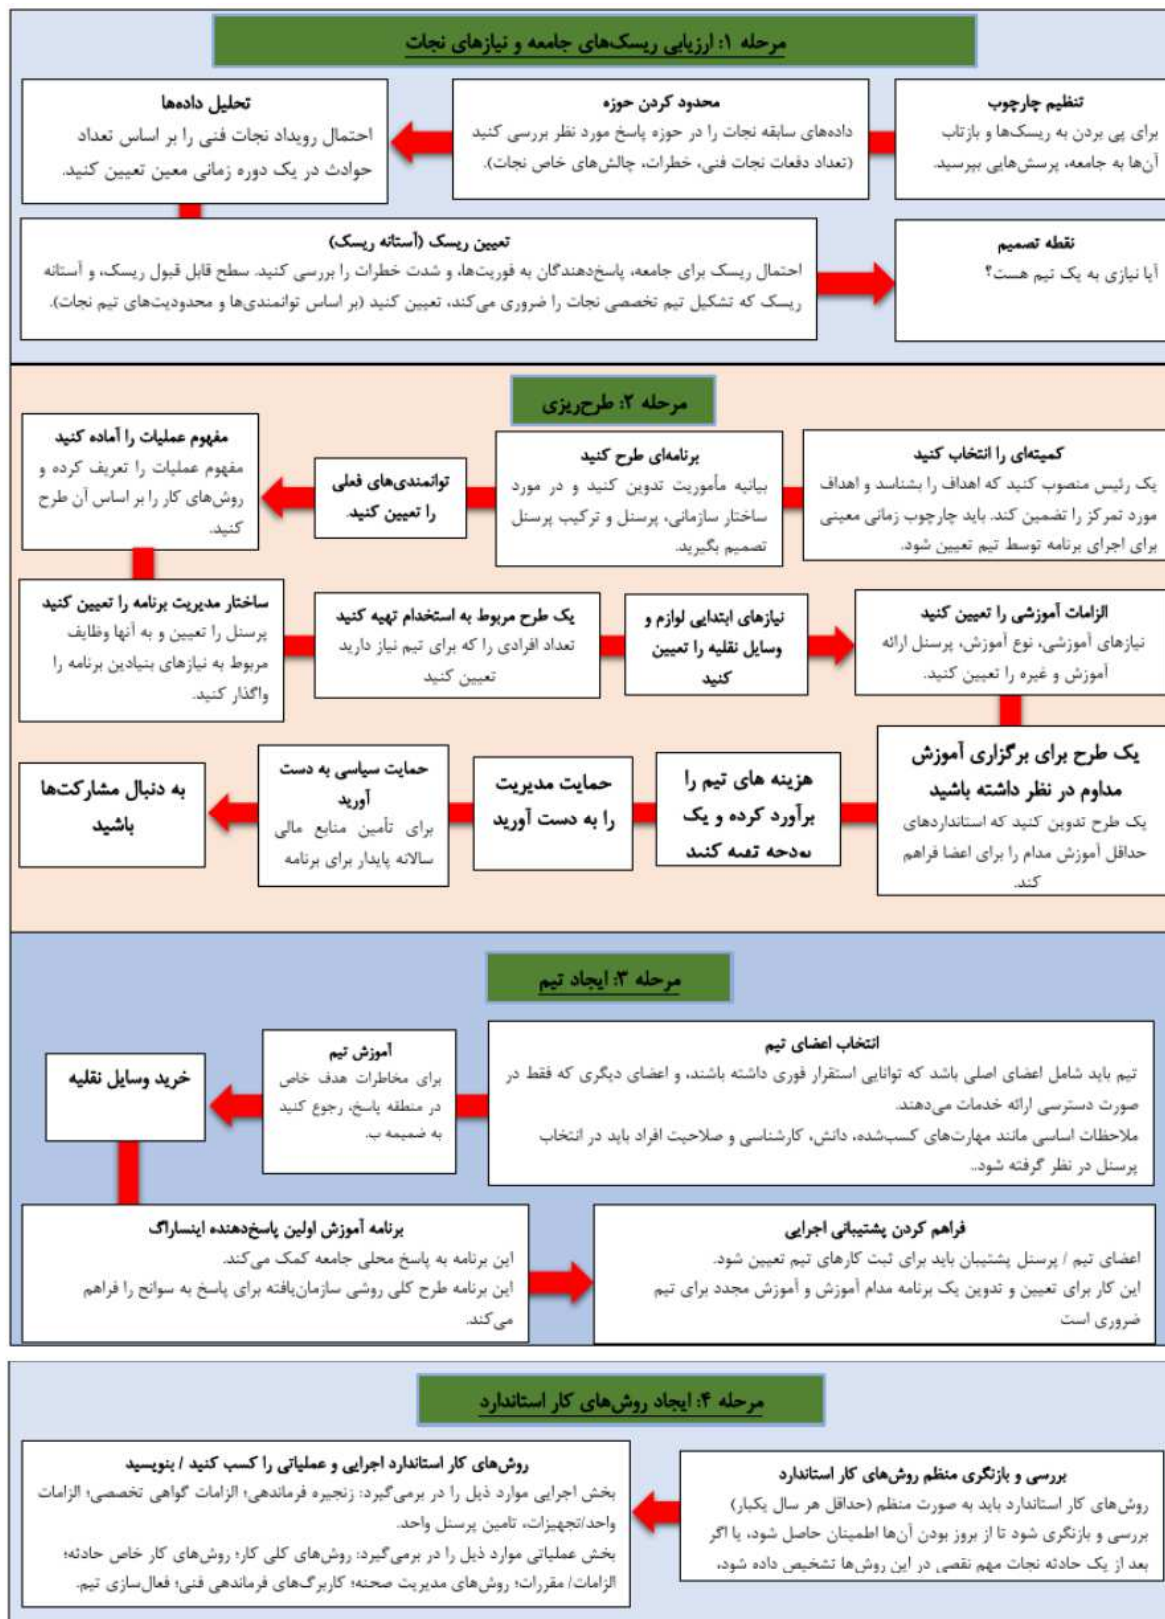 مرحله ۱: ارزیابی ریسک‌های جامعه و نیازهای نجات
تنظیم چارچوب
برای پی بردن به ریسک‌ها و بازتاب
آن‌ها به جامعه، پرسش‌هایی بپرسید.
محدود کردن حوزه
داده‌های سابقه نجات را در حوزه پاسخ مورد نظر بررسی کنید
(تعداد دفعات نجات فنی، خطرات، چالش‌های خاص نجات).
تحلیل داده‌ها
احتمال رویداد نجات فنی را بر اساس تعداد
حوادث در یک دوره زمانی معین تعیین کنید.
تعیین ریسک (آستانه ریسک)
احتمال ریسک برای جامعه، پاسخ‌دهندگان به فوریت‌ها، و شدت خطرات را بررسی کنید. سطح قابل قبول ریسک، و آستانه
ریسک که تشکیل تیم تخصصی نجات را ضروری می‌کند، تعیین کنید (بر اساس توانمندی‌ها و محدودیت‌های تیم نجات).
نقطه تصمیم
آیا نیازی به یک تیم هست؟
مرحله ۲: طرح‌ریزی
کمیته‌ای را انتخاب کنید
یک رئیس منصوب کنید که اهداف را بشناسد و اهداف
مورد تمرکز را تضمین کند. باید چارچوب زمانی معینی
برای اجرای برنامه توسط تیم تعیین شود.
برنامه‌ای طرح کنید
بیانیه مأموریت تدوین کنید و در مورد
ساختار سازمانی، پرسنل و ترکیب پرسنل
تصمیم بگیرید.
توانمندی‌های فعلی
را تعیین کنید.
مفهوم عملیات را آماده کنید
مفهوم عملیات را تعریف کرده و
روش‌های کار را بر اساس آن طرح
کنید.
ساختار مدیریت برنامه را تعیین کنید
پرسنل را تعیین و به آنها وظایف
مربوط به نیازهای بنیادین برنامه را
واگذار کنید.
یک طرح مربوط به استخدام تهیه کنید
تعداد افرادی را که برای تیم نیاز دارید
تعیین کنید
نیازهای ابتدایی لوازم و
وسایل نقلیه را تعیین
کنید
الزامات آموزشی را تعیین کنید
نیازهای آموزشی، نوع آموزش، پرسنل ارائه
آموزش و غیره را تعیین کنید.
یک طرح برای برگزاری آموزش
مداوم در نظر داشته باشید
یک طرح تدوین کنید که استانداردهای
حداقل آموزش مدام را برای اعضا فراهم
کند.
هزینه های تیم را
برآورد کرده و یک
بودجه تهیه کنید
حمایت مدیریت
را به دست آورید
حمایت سیاسی به دست
آورید
برای تأمین منابع مالی
سالانه پایدار برای برنامه
به دنبال مشارکت‌ها
باشید
مرحله ۳: ایجاد تیم
انتخاب اعضای تیم
تیم باید شامل اعضای اصلی باشد که توانایی استقرار فوری داشته باشند، و اعضای دیگری که فقط در
صورت دسترسی ارائه خدمات می‌دهند.
ملاحظات اساسی مانند مهارت‌های کسب‌شده، دانش، کارشناسی و صلاحیت افراد باید در انتخاب
پرسنل در نظر گرفته شود..
آموزش تیم
برای مخاطرات هدف خاص
در منطقه پاسخ، رجوع کنید
به ضمیمه ب.
خرید وسایل نقلیه
برنامه آموزش اولین پاسخ‌دهنده اینساراگ
این برنامه به پاسخ محلی جامعه کمک می‌کند.
این برنامه طرح کلی روشی سازمان‌یافته برای پاسخ به سوانح را فراهم
می‌کند.
فراهم کردن پشتیبانی اجرایی
اعضای تیم / پرسنل پشتیبان باید برای ثبت کارهای تیم تعیین شود.
این کار برای تعیین و تدوین یک برنامه مدام آموزش و آموزش مجدد برای تیم
ضروری است
مرحله ۴: ایجاد روش‌های کار استاندارد
بررسی و بازنگری منظم روش‌های کار استاندارد
روش‌های کار استاندارد باید به صورت منظم (حداقل هر سال یکبار)
بررسی و بازنگری شود تا از بروز بودن آن‌ها اطمینان حاصل شود، یا اگر
بعد از یک حادثه نجات مهم نقصی در این روش‌ها تشخیص داده شود،
روش‌های کار استاندارد اجرایی و عملیاتی را کسب کنید / بنویسید
بخش اجرایی موارد ذیل را در برمی‌گیرد: زنجیره فرماندهی؛ الزامات گواهی تخصصی؛ الزامات
واحد/تجهیزات، تامین پرسنل واحد.
بخش عملیاتی موارد ذیل را در برمی‌گیرد: روش‌های کلی کار؛ روش‌های کار خاص حادثه؛
الزامات/ مقررات؛ روش‌های مدیریت صحنه؛ کاربرگ‌های فرماندهی فنی؛ فعال‌سازی تیم.